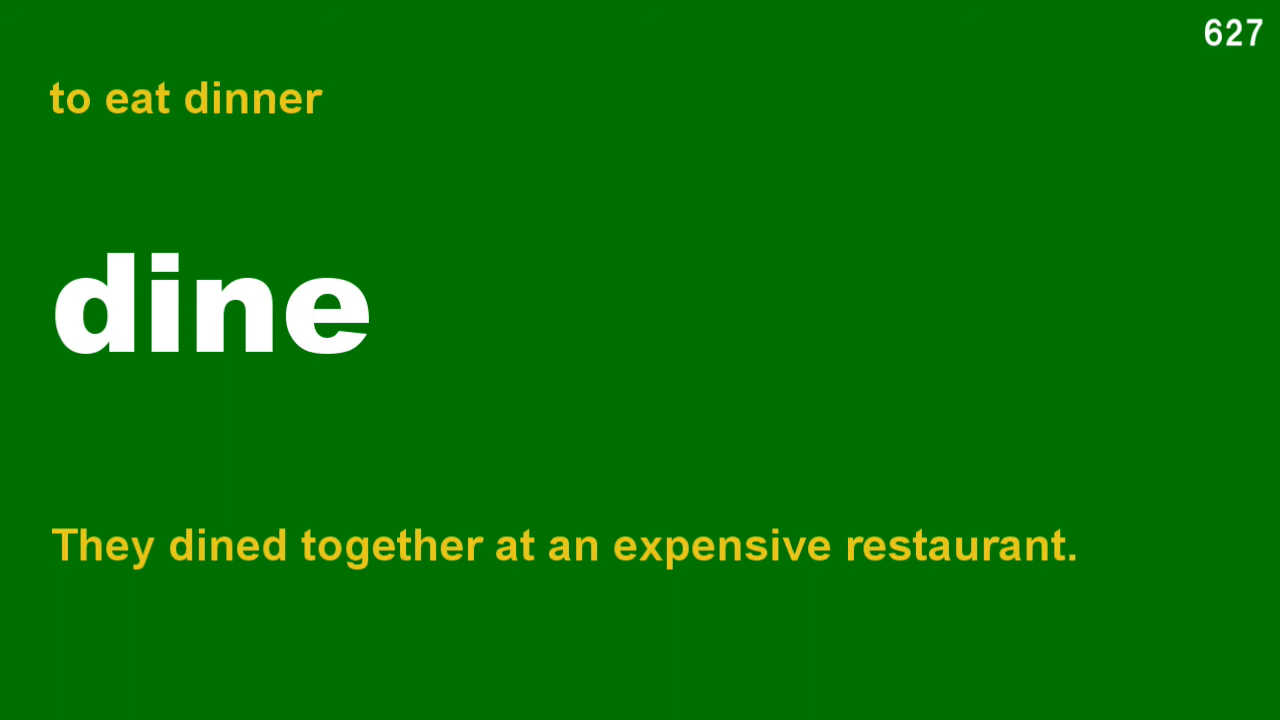 627
to eat dinner
dine
They dined together at an expensive restaurant.